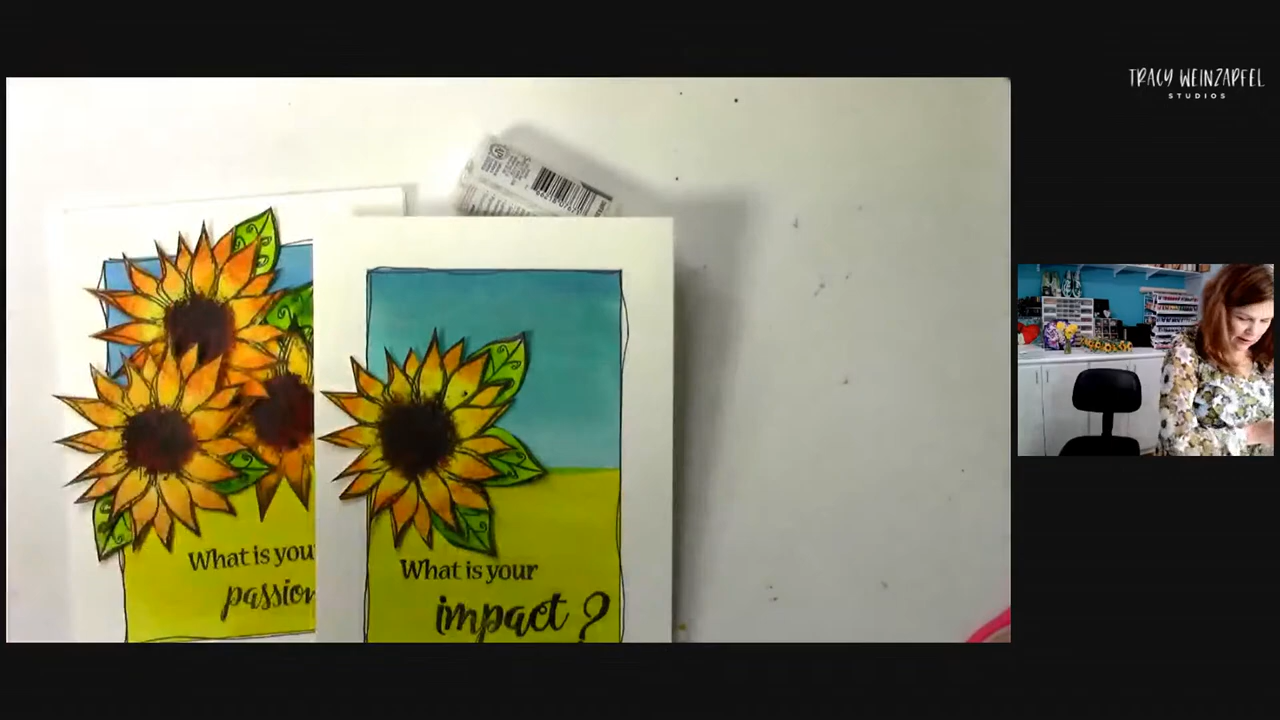 TRACY WEINZAPFEL
STUDIOS
What is you
passion
What is your
impact?